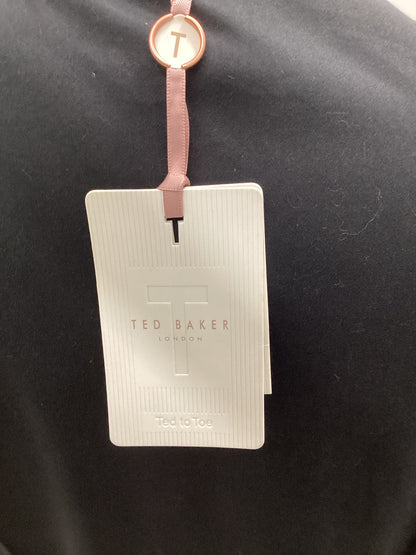 T
T
TED BAKER
LONDON
Ted to Toe